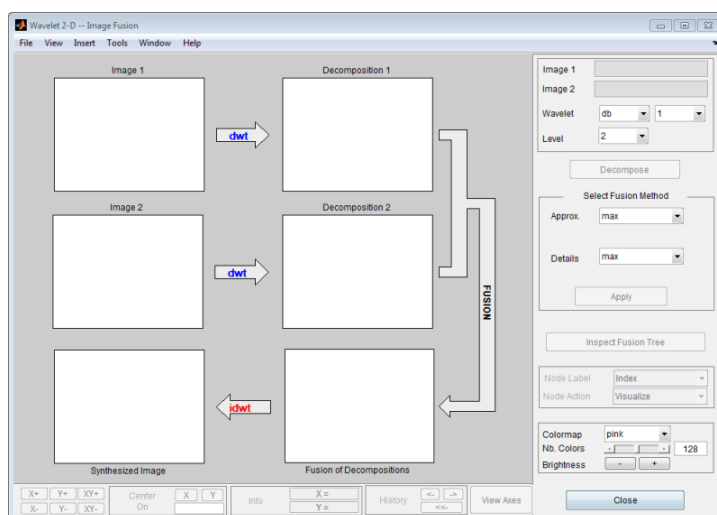 Wavelet 2-D -- Image Fusion
File View Insert Tools Window Help
Image 1
Decomposition 1
dwt
Image 2
Decomposition 2
dwt
FUSION
idwt
Synthesized Image
Fusion of Decompositions
Image 1
Image 2
Wavelet db 1
Level 2
Decompose
Select Fusion Method
Approx. max
Details max
Apply
Inspect Fusion Tree
Node Label Index
Node Action Visualize
Colormap pink
Nb. Colors 128
Brightness - +
X+ Y+ XY+
X- Y- XY-
Center On
X Y
Info
X =
Y =
History
<- ->
<<-
View Axes
Close